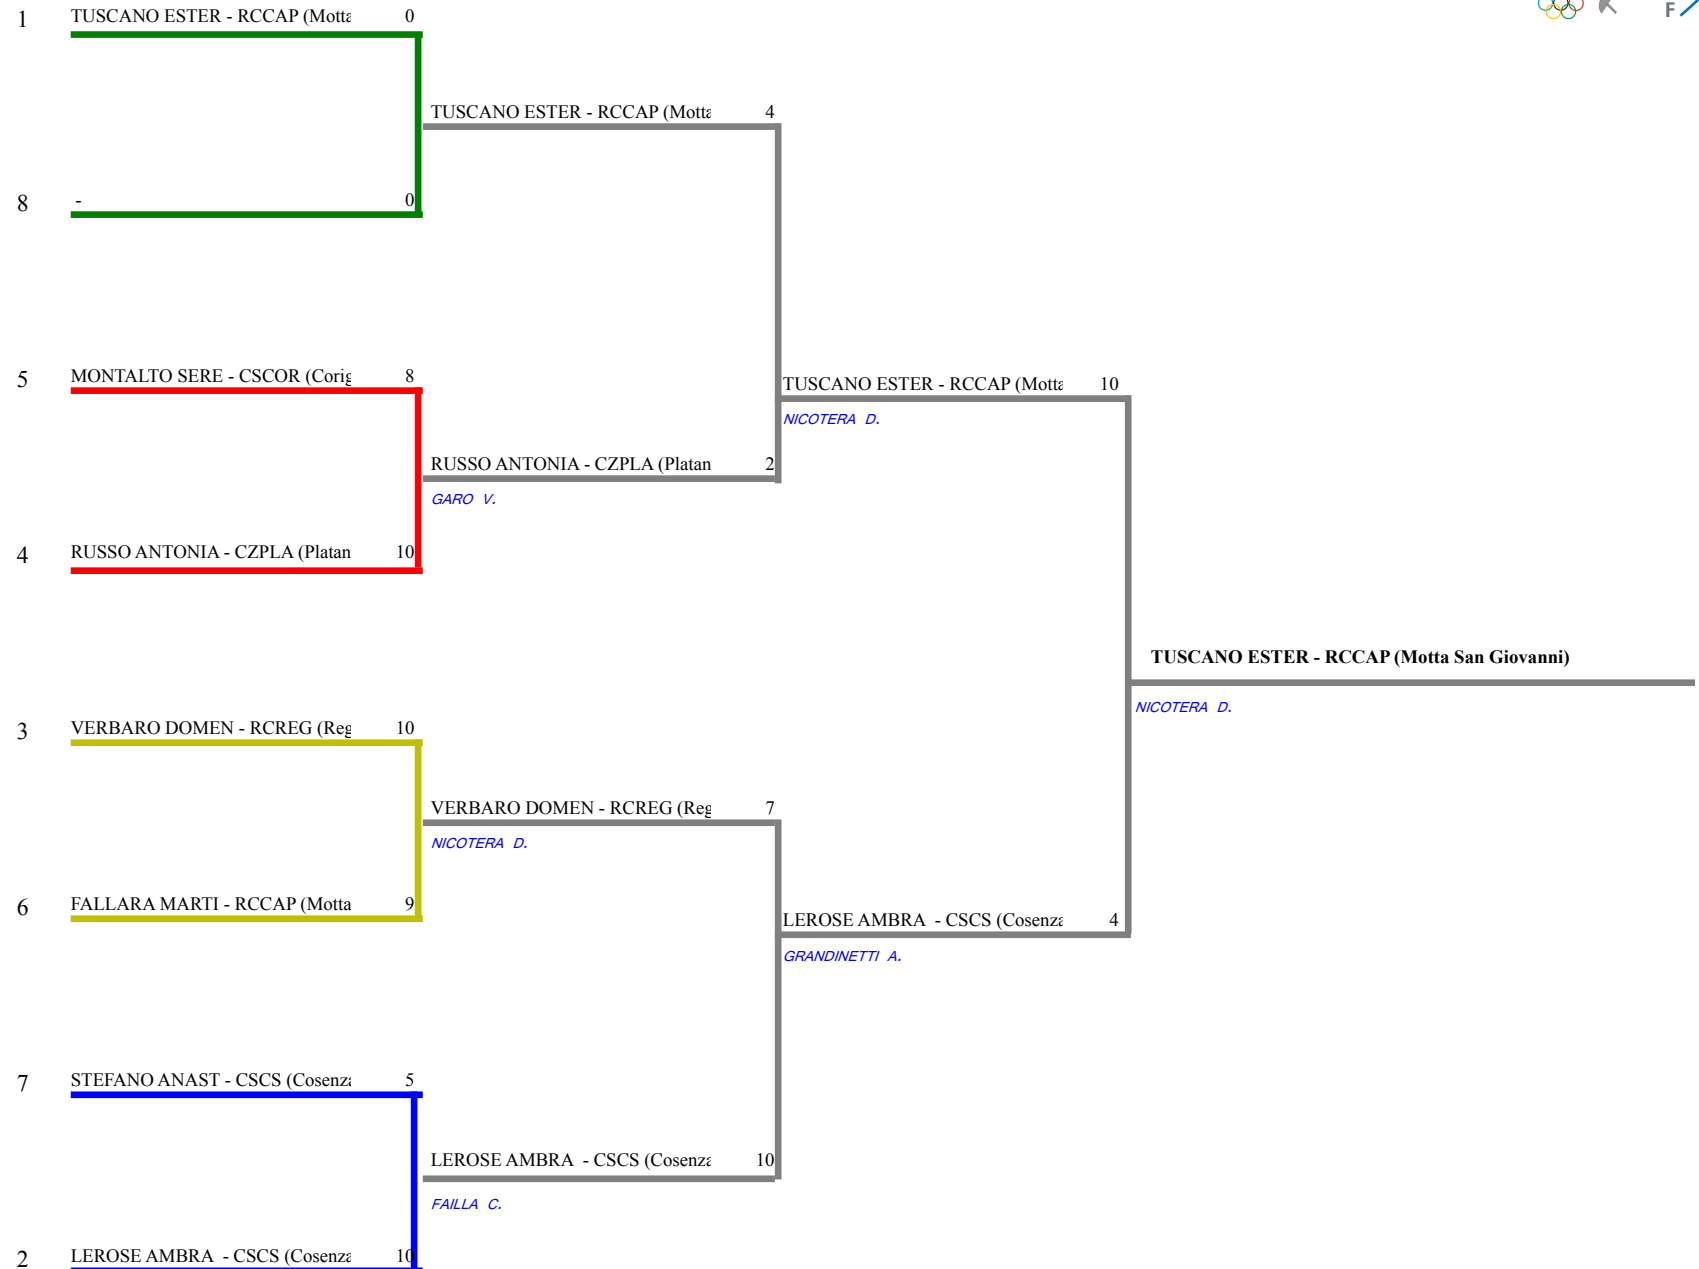 F
1 TUSCANO ESTER - RCCAP (Motta 0
TUSCANO ESTER - RCCAP (Motta 4
8 - 0
5 MONTALTO SERE - CSCOR (Corig 8
TUSCANO ESTER - RCCAP (Motta 10
NICOTERA D.
RUSSO ANTONIA - CZPLA (Platan 2
GARO V.
4 RUSSO ANTONIA - CZPLA (Platan 10
TUSCANO ESTER - RCCAP (Motta San Giovanni)
NICOTERA D.
3 VERBARO DOMEN - RCREG (Reg 10
VERBARO DOMEN - RCREG (Reg 7
NICOTERA D.
6 FALLARA MARTI - RCCAP (Motta 9
LEROSE AMBRA - CSCS (Cosenza 4
GRANDINETTI A.
7 STEFANO ANAST - CSCS (Cosenza 5
LEROSE AMBRA - CSCS (Cosenza 10
FAILLA C.
2 LEROSE AMBRA - CSCS (Cosenza 10